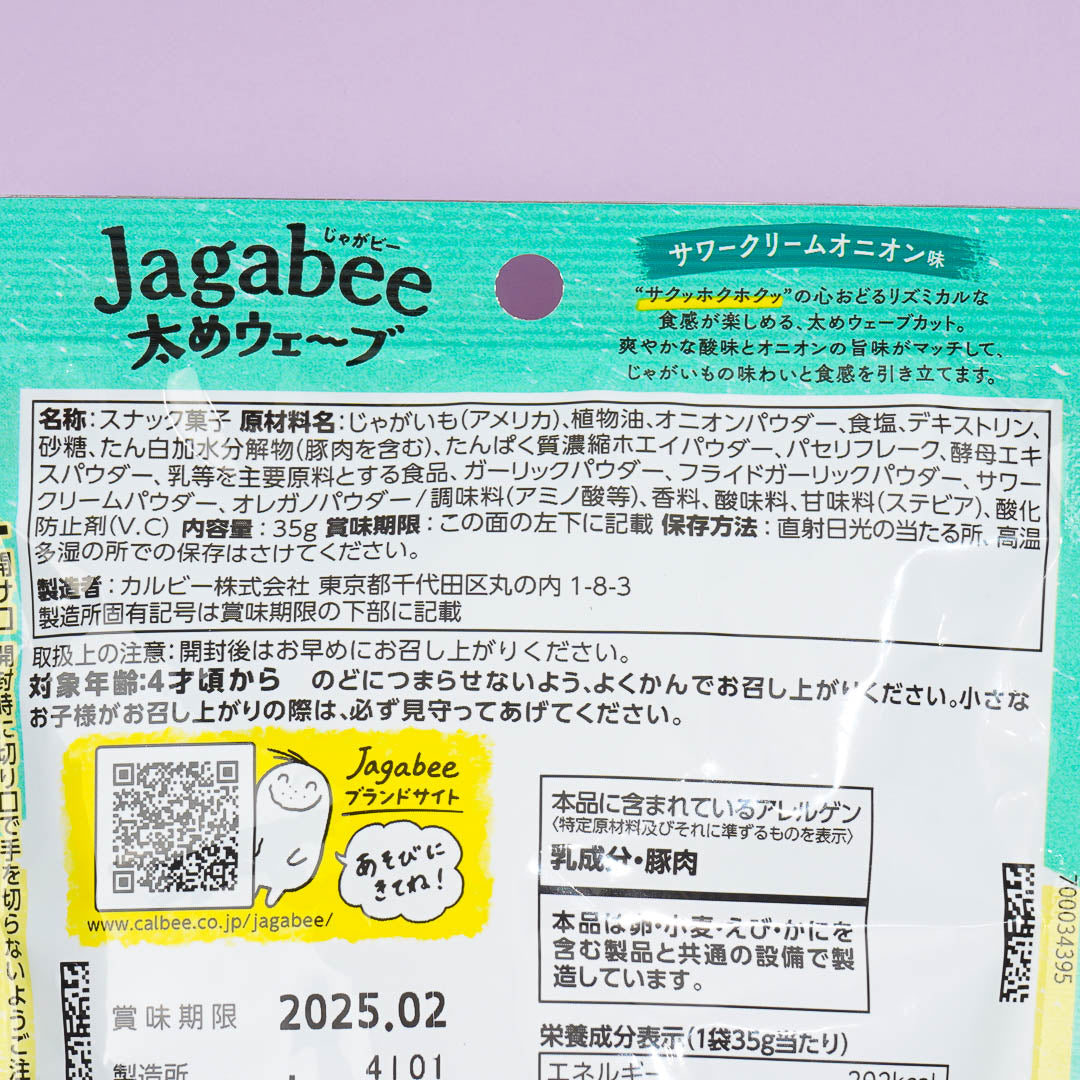 じゃがビー
Jagabee
太めウェ〜ブ
サワークリームオニオン味
“サクッホクホクッ”の心おどるリズミカルな
食感が楽しめる、太めウェーブカット。
爽やかな酸味とオニオンの旨味がマッチして、
じゃがいもの味わいと食感を引き立てます。
名称：スナック菓子 原材料名：じゃがいも(アメリカ)、植物油、オニオンパウダー、食塩、デキストリン、
砂糖、たん白加水分解物(豚肉を含む)、たんぱく質濃縮ホエイパウダー、パセリフレーク、酵母エキ
スパウダー、乳等を主要原料とする食品、ガーリックパウダー、フライドガーリックパウダー、サワー
クリームパウダー、オレガノパウダー/調味料(アミノ酸等)、香料、酸味料、甘味料(ステビア)、酸化
防止剤(V.C) 内容量：35g 賞味期限：この面の左下に記載 保存方法：直射日光の当たる所、高温
多湿の所での保存はさけてください。
製造者：カルビー株式会社 東京都千代田区丸の内 1-8-3
製造所固有記号は賞味期限の下部に記載
取扱上の注意：開封後はお早めにお召し上がりください。
対象年齢：4才頃から のどにつまらせないよう、よくかんでお召し上がりください。小さな
お子様がお召し上がりの際は、必ず見守ってあげてください。
Jagabee
ブランドサイト
あそびに
きてね！
www.calbee.co.jp/jagabee/
本品に含まれているアレルゲン
〈特定原材料及びそれに準ずるものを表示〉
乳成分・豚肉
本品は卵・小麦・えび・かにを
含む製品と共通の設備で製
造しています。
賞味期限 2025.02
製造所 4101
栄養成分表示(1袋35g当たり)
エネルギー 202kcal
開け口
開封時に切り口で手を切らないようご注
700034395